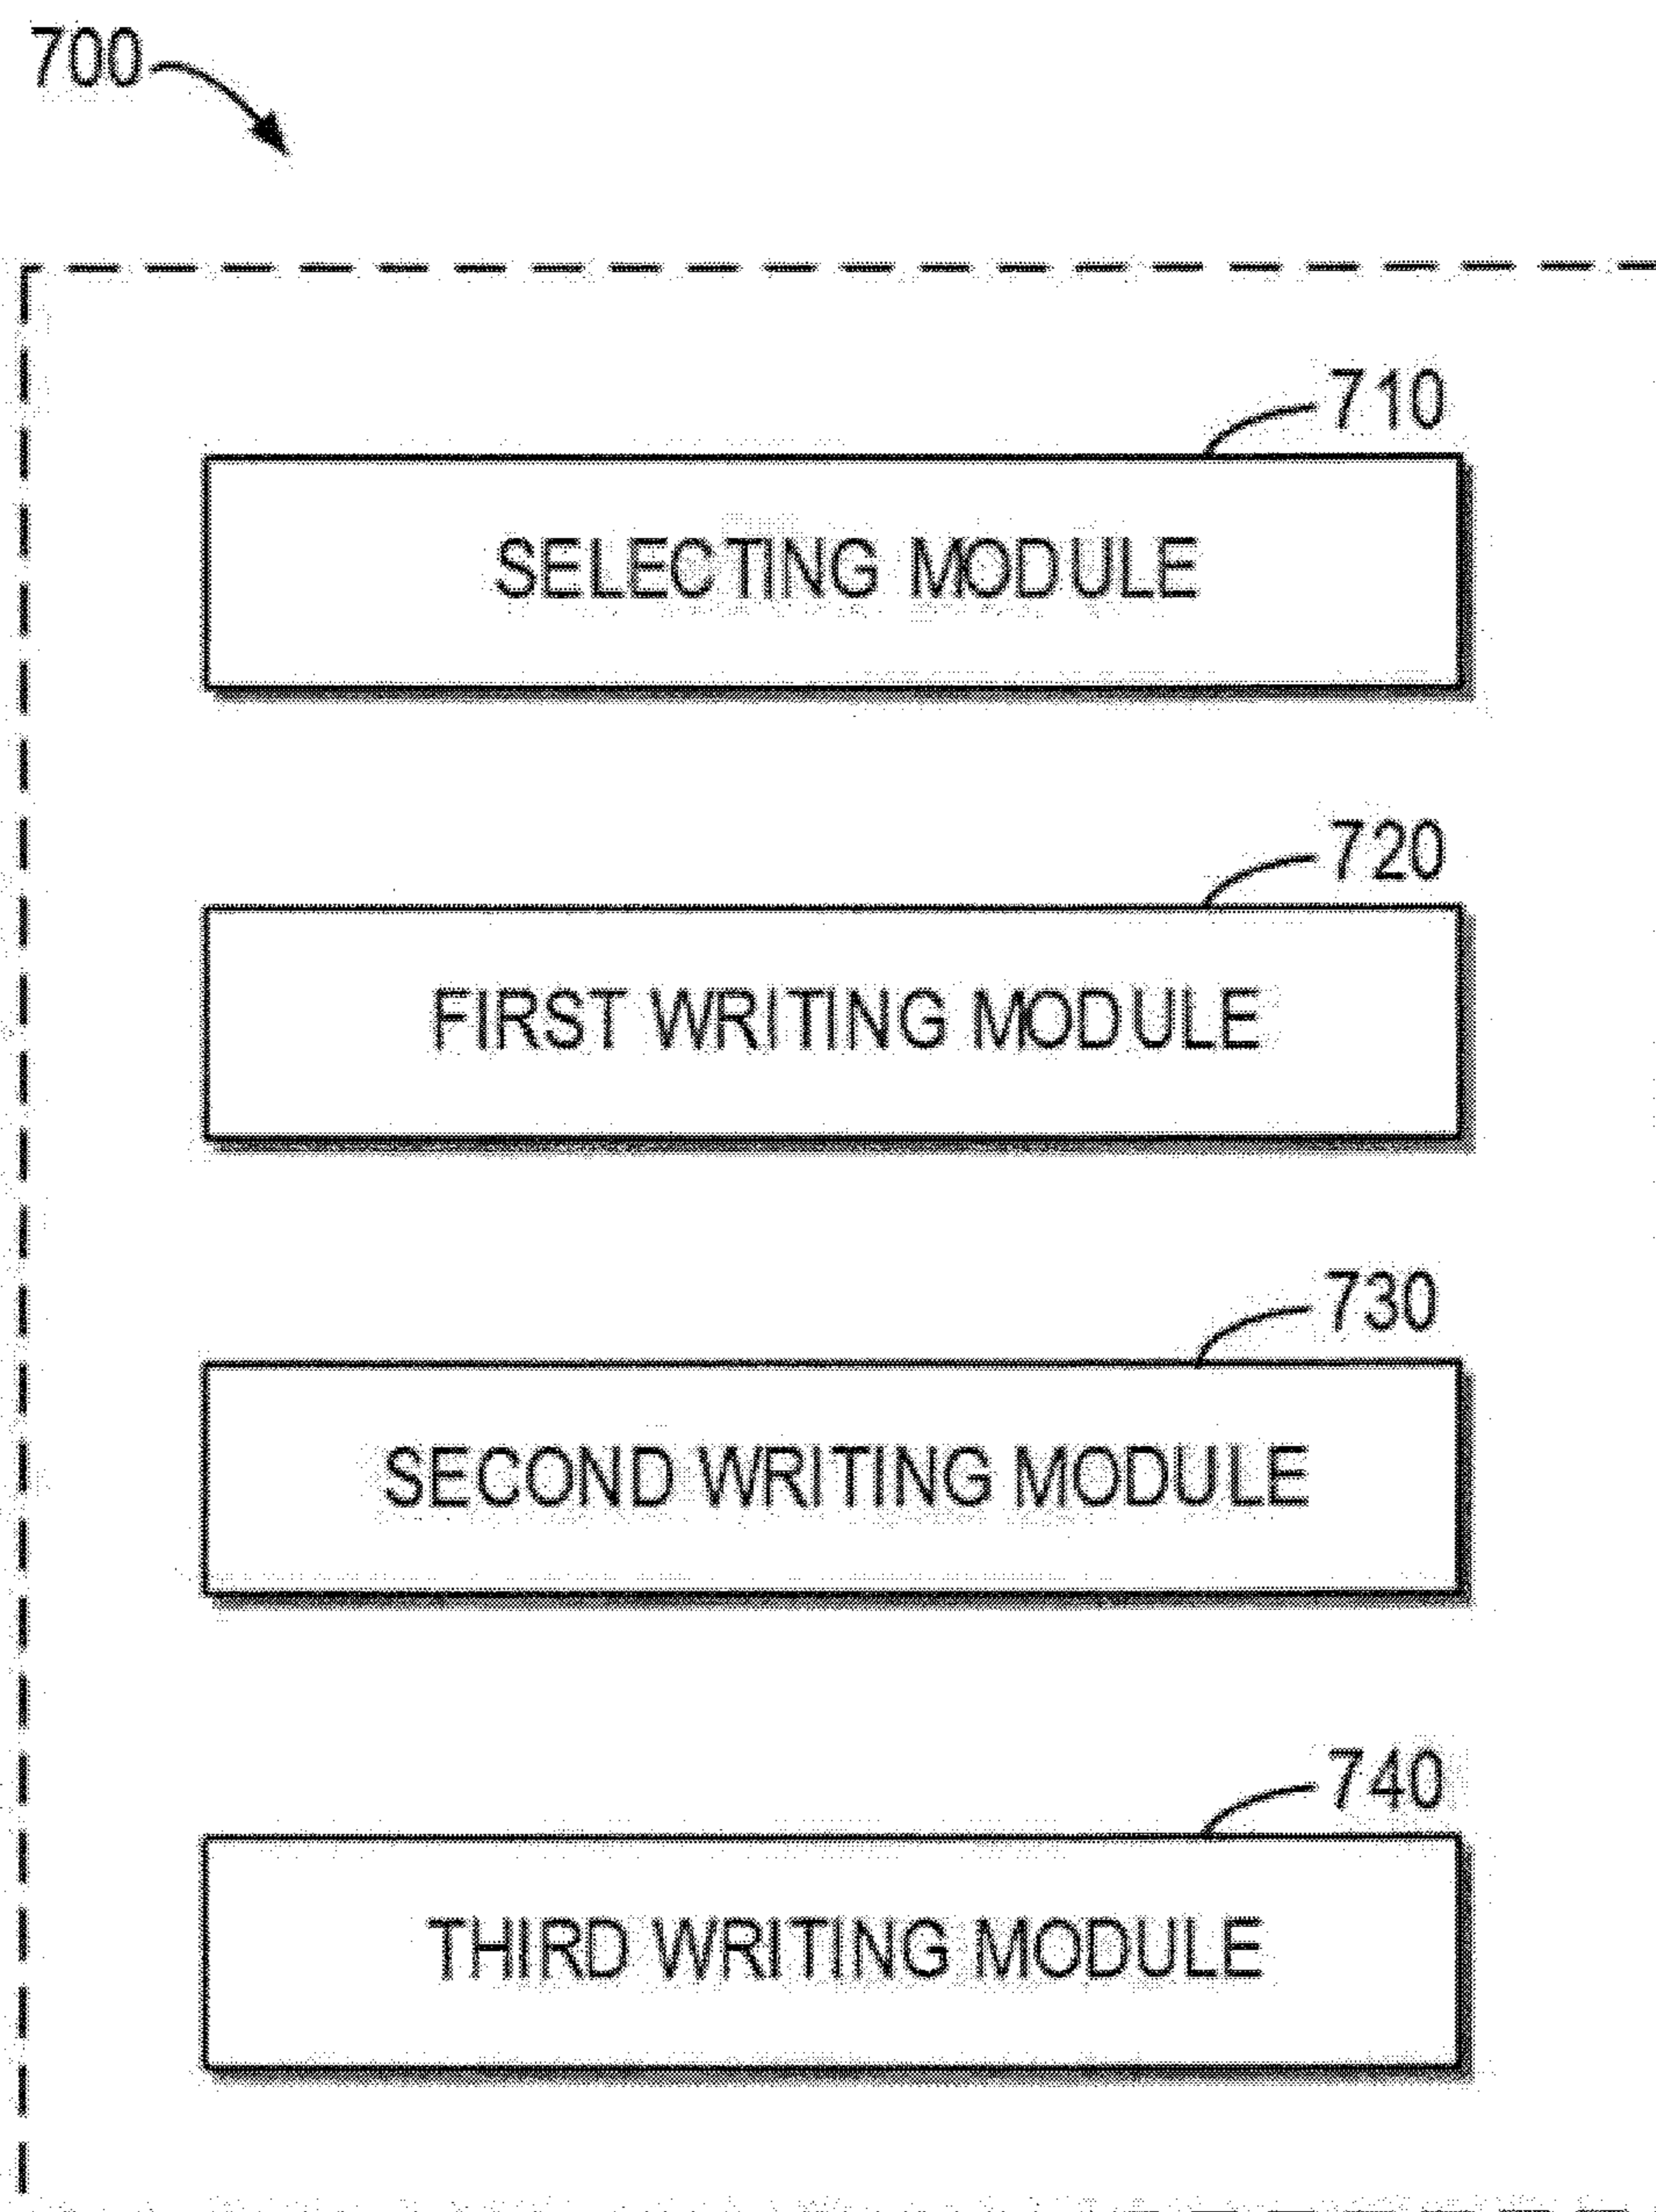 700
710
SELECTING MODULE
720
FIRST WRITING MODULE
730
SECOND WRITING MODULE
740
THIRD WRITING MODULE